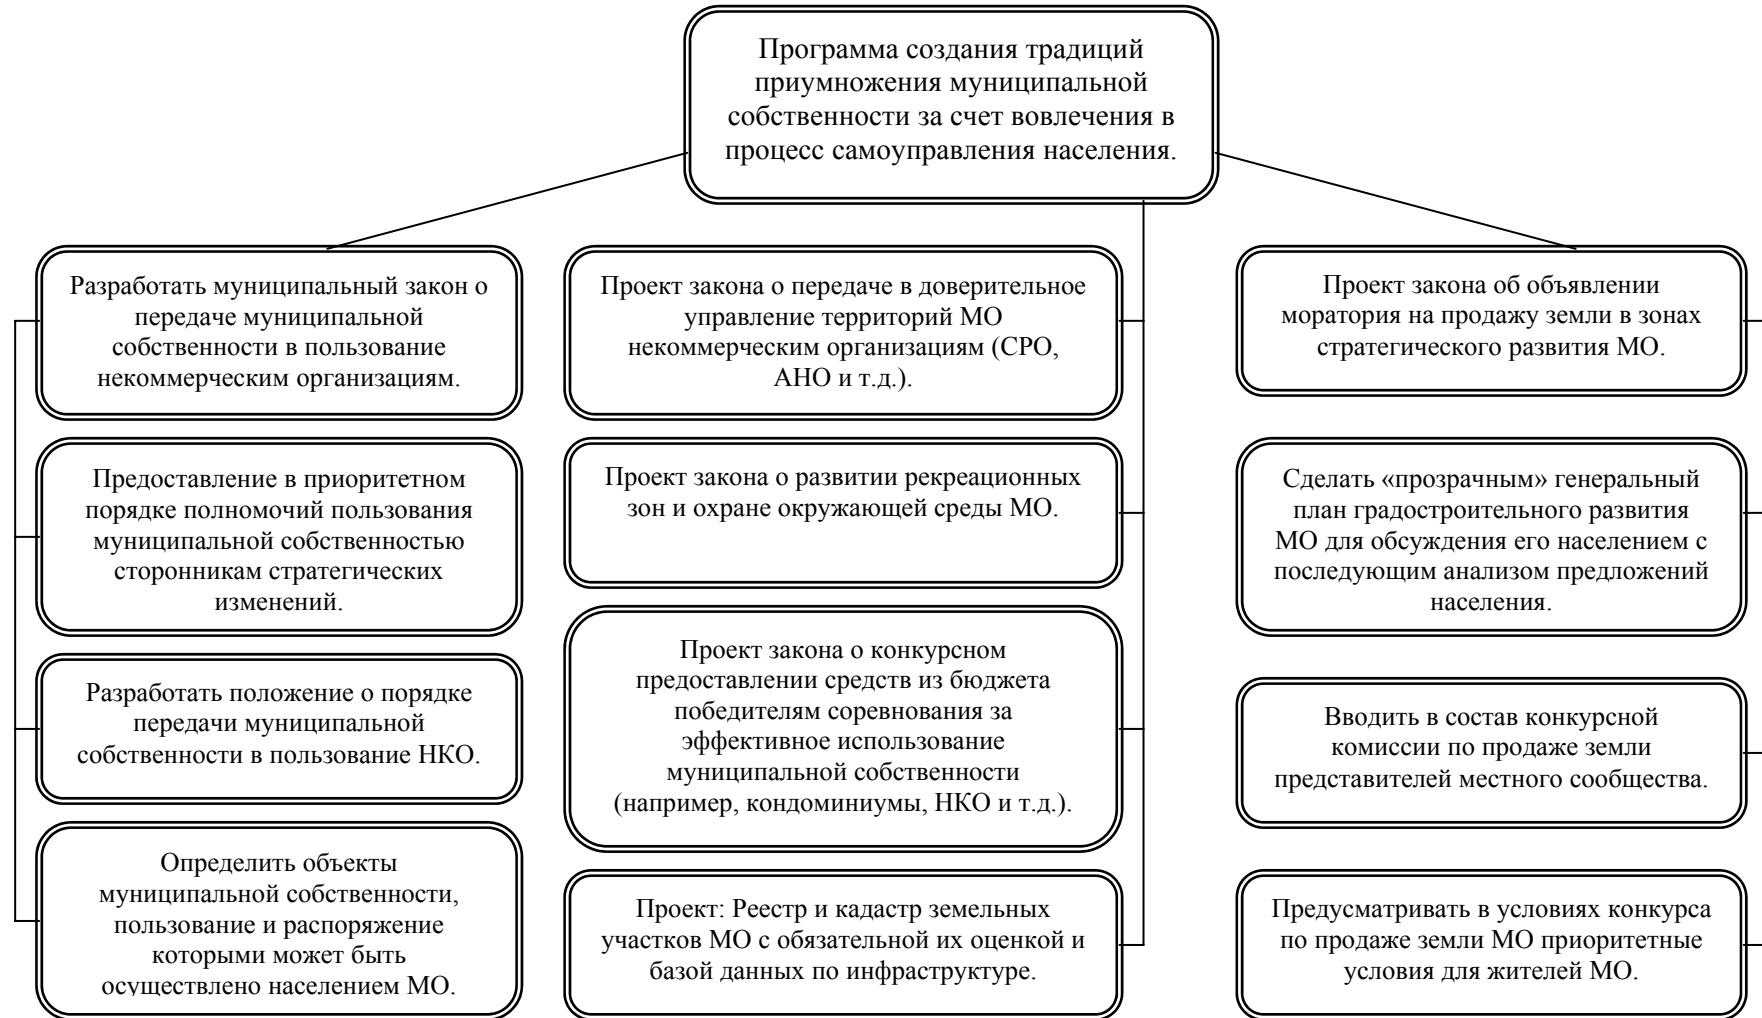 Программа создания традиций
приумножения муниципальной
собственности за счет вовлечения в
процесс самоуправления населения.
Разработать муниципальный закон о
передаче муниципальной
собственности в пользование
некоммерческим организациям.
Предоставление в приоритетном
порядке полномочий пользования
муниципальной собственностью
сторонникам стратегических
изменений.
Разработать положение о порядке
передачи муниципальной
собственности в пользование НКО.
Определить объекты
муниципальной собственности,
пользование и распоряжение
которыми может быть
осуществлено населением МО.
Проект закона о передаче в доверительное
управление территорий МО
некоммерческим организациям (СРО,
АНО и т.д.).
Проект закона о развитии рекреационных
зон и охране окружающей среды МО.
Проект закона о конкурсном
предоставлении средств из бюджета
победителям соревнования за
эффективное использование
муниципальной собственности
(например, кондоминиумы, НКО и т.д.).
Проект: Реестр и кадастр земельных
участков МО с обязательной их оценкой и
базой данных по инфраструктуре.
Проект закона об объявлении
моратория на продажу земли в зонах
стратегического развития МО.
Сделать «прозрачным» генеральный
план градостроительного развития
МО для обсуждения его населением с
последующим анализом предложений
населения.
Вводить в состав конкурсной
комиссии по продаже земли
представителей местного сообщества.
Предусматривать в условиях конкурса
по продаже земли МО приоритетные
условия для жителей МО.